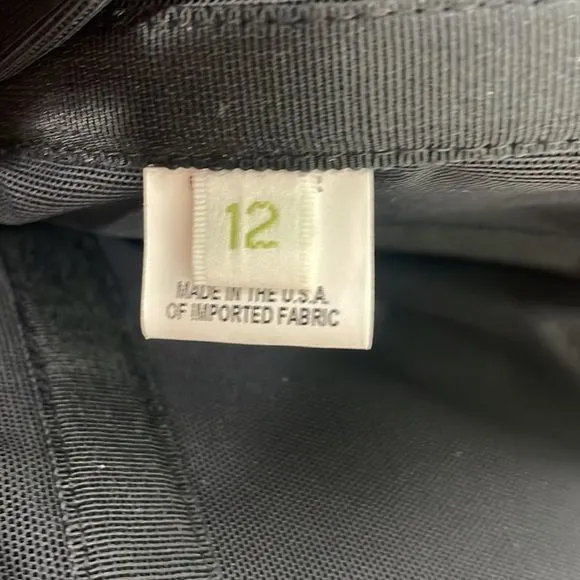 12
MADE IN THE U.S.A.
OF IMPORTED FABRIC